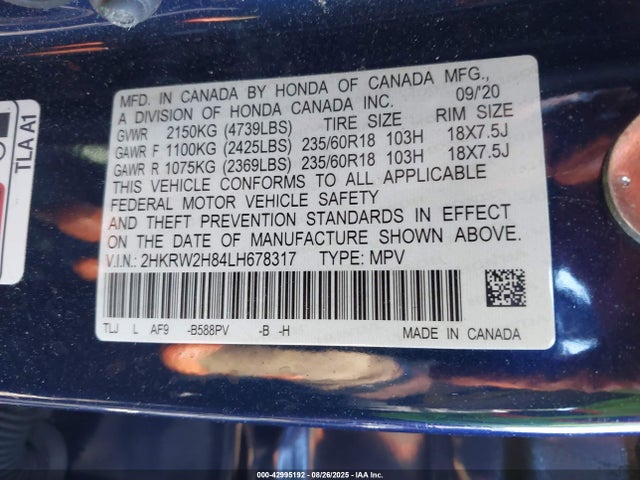 MFD. IN CANADA BY HONDA OF CANADA MFG.,
A DIVISION OF HONDA CANADA INC. 09/'20
GVWR 2150KG (4739LBS) TIRE SIZE RIM SIZE
GAWR F 1100KG (2425LBS) 235/60R18 103H 18X7.5J
GAWR R 1075KG (2369LBS) 235/60R18 103H 18X7.5J
THIS VEHICLE CONFORMS TO ALL APPLICABLE
FEDERAL MOTOR VEHICLE SAFETY
AND THEFT PREVENTION STANDARDS IN EFFECT
ON THE DATE OF MANUFACTURE SHOWN ABOVE.
V.I.N.: 2HKRW2H84LH678317 TYPE: MPV
TLJ L AF9 -B588PV -B -H MADE IN CANADA
TLA A1
000-42995192 - 08/26/2025 - IAA Inc.